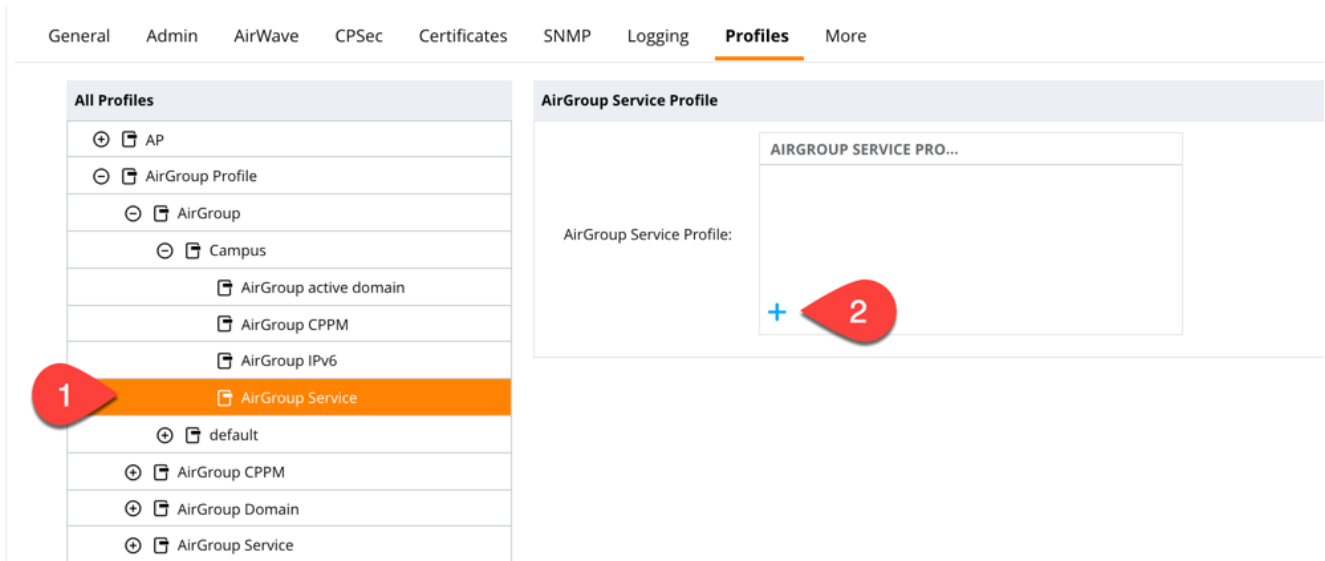 General Admin AirWave CPSec Certificates SNMP Logging Profiles More
All Profiles
AP
AirGroup Profile
AirGroup
Campus
AirGroup active domain
AirGroup CPPM
AirGroup IPv6
1
AirGroup Service
default
AirGroup CPPM
AirGroup Domain
AirGroup Service
AirGroup Service Profile
AIRGROUP SERVICE PRO...
AirGroup Service Profile:
2